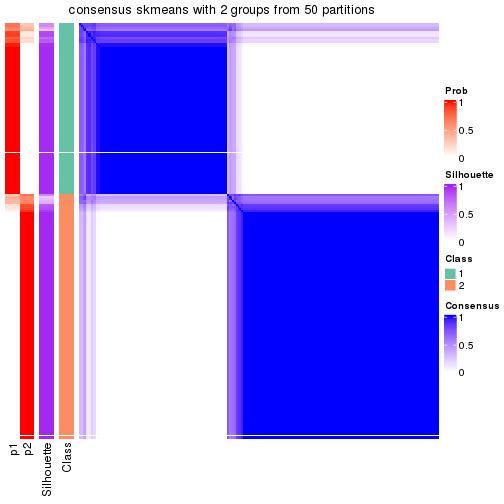 consensus skmeans with 2 groups from 50 partitions
Prob
1
0.5
0
Silhouette
1
0.5
0
Class
1
2
Consensus
1
0.5
0
p1
p2
Silhouette
Class